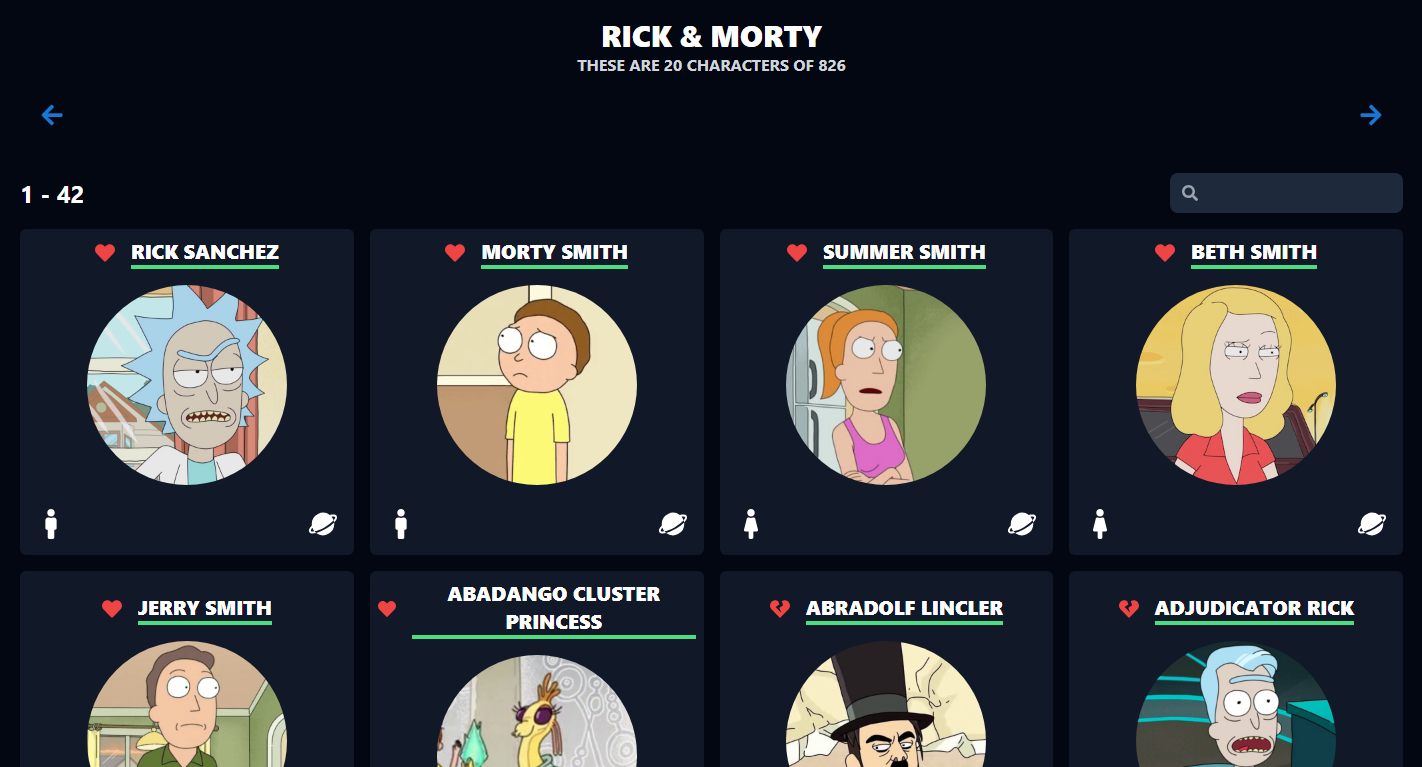 RICK & MORTY
THESE ARE 20 CHARACTERS OF 826
1 - 42
RICK SANCHEZ
MORTY SMITH
SUMMER SMITH
BETH SMITH
JERRY SMITH
ABADANGO CLUSTER
PRINCESS
ABRADOLF LINCLER
ADJUDICATOR RICK